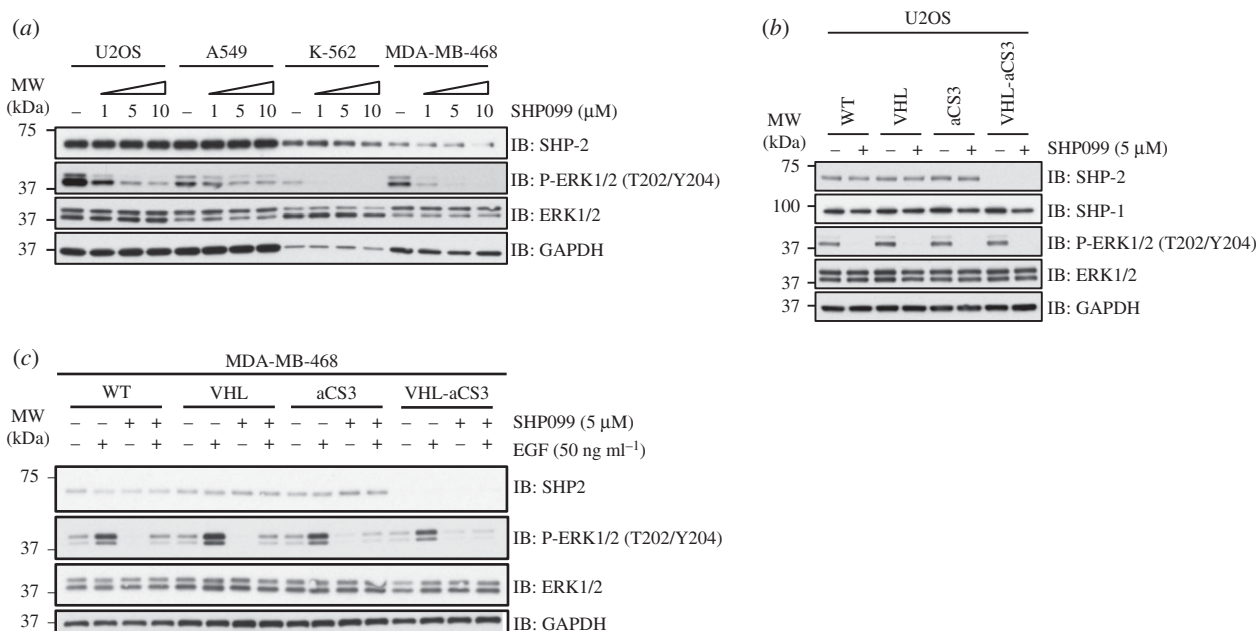 (a)
U2OS A549 K-562 MDA-MB-468
MW
(kDa)
– 1 5 10 – 1 5 10 – 1 5 10 – 1 5 10 SHP099 (µM)
75
IB: SHP-2
37 IB: P-ERK1/2 (T202/Y204)
37 IB: ERK1/2
37 IB: GAPDH
(b)
U2OS
WT VHL aCS3 VHL-aCS3
MW
(kDa)
– + – + – + – + SHP099 (5 µM)
75
IB: SHP-2
100 IB: SHP-1
37 IB: P-ERK1/2 (T202/Y204)
37 IB: ERK1/2
37 IB: GAPDH
(c)
MDA-MB-468
WT VHL aCS3 VHL-aCS3
MW
(kDa)
– – + + – – + + – – + + – – + + SHP099 (5 µM)
– + – + – + – + – + – + – + – + EGF (50 ng ml⁻¹)
75
IB: SHP2
37 IB: P-ERK1/2 (T202/Y204)
37 IB: ERK1/2
37 IB: GAPDH